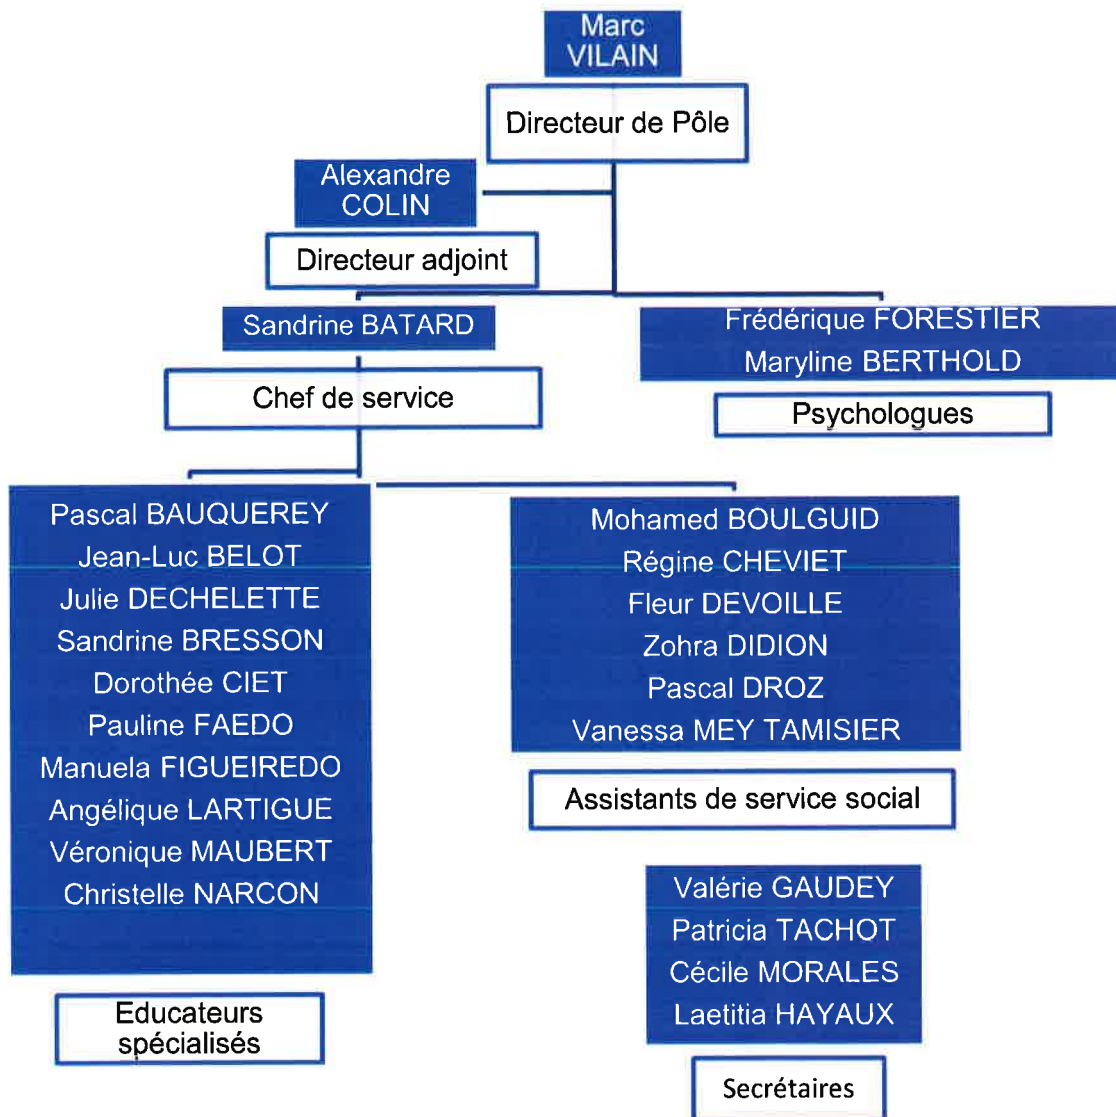 Marc
VILAIN
Directeur de Pôle
Alexandre
COLIN
Directeur adjoint
Sandrine BATARD
Chef de service
Frédérique FORESTIER
Maryline BERTHOLD
Psychologues
Pascal BAUQUEREY
Jean-Luc BELOT
Julie DECHELETTE
Sandrine BRESSON
Dorothée CIET
Pauline FAEDO
Manuela FIGUEIREDO
Angélique LARTIGUE
Véronique MAUBERT
Christelle NARCON
Educateurs
spécialisés
Mohamed BOULGUID
Régine CHEVIET
Fleur DEVOILLE
Zohra DIDION
Pascal DROZ
Vanessa MEY TAMISIER
Assistants de service social
Valérie GAUDEY
Patricia TACHOT
Cécile MORALES
Laetitia HAYAUX
Secrétaires